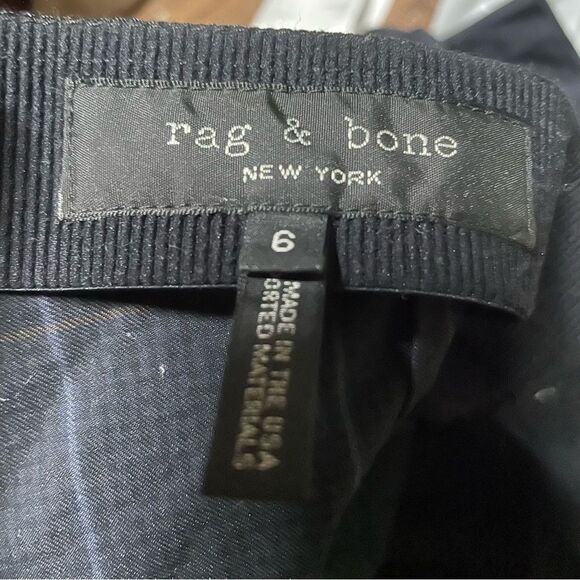 rag & bone
NEW YORK
6
MADE IN THE USA
ORTED MATERIALS